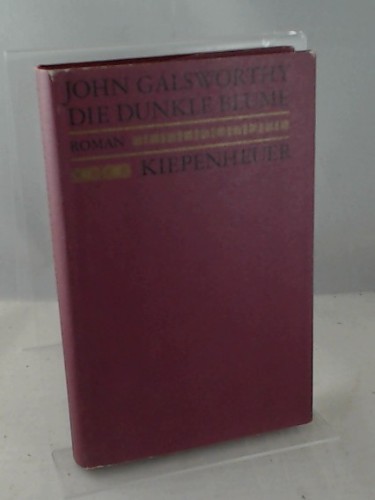 JOHN GALSWORTHY
DIE DUNKLE BLUME
ROMAN
KIEPENHEUER